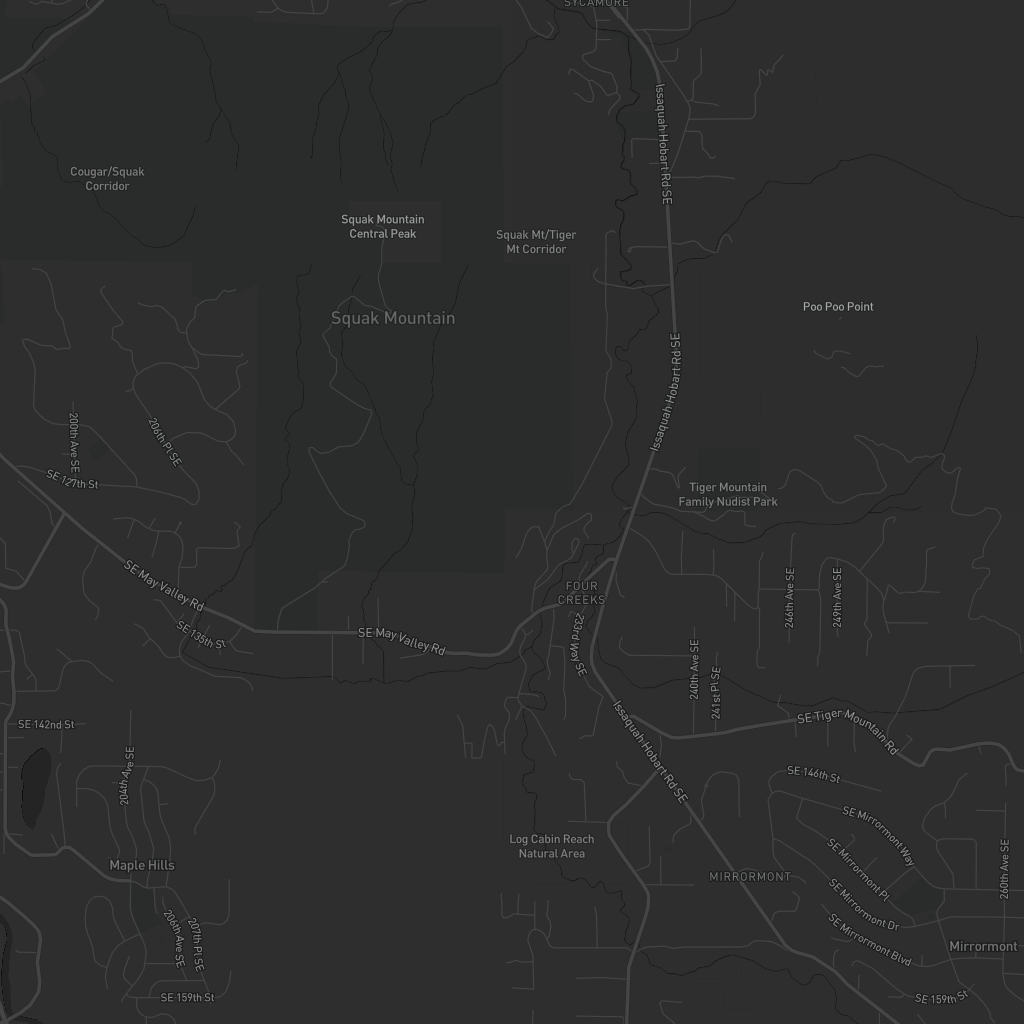 SYCAMORE
Issaquah Hobart Rd SE
Cougar/Squak
Corridor
Squak Mountain
Central Peak
Squak Mt/Tiger
Mt Corridor
Squak Mountain
Poo Poo Point
Issaquah Hobart Rd SE
200th Ave SE
206th Pl SE
SE 127th St
Tiger Mountain
Family Nudist Park
SE May Valley Rd
FOUR
CREEKS
246th Ave SE
249th Ave SE
SE 135th St
SE May Valley Rd
233rd Way SE
240th Ave SE
241st Pl SE
SE 142nd St
Issaquah Hobart Rd SE
SE Tiger Mountain Rd
204th Ave SE
SE 146th St
SE Mirrormont Way
Log Cabin Reach
Natural Area
Maple Hills
SE Mirrormont Pl
260th Ave SE
MIRRORMONT
SE Mirrormont Dr
206th Ave SE
207th Pl SE
SE Mirrormont Blvd
Mirrormont
SE 159th St
SE 159th St